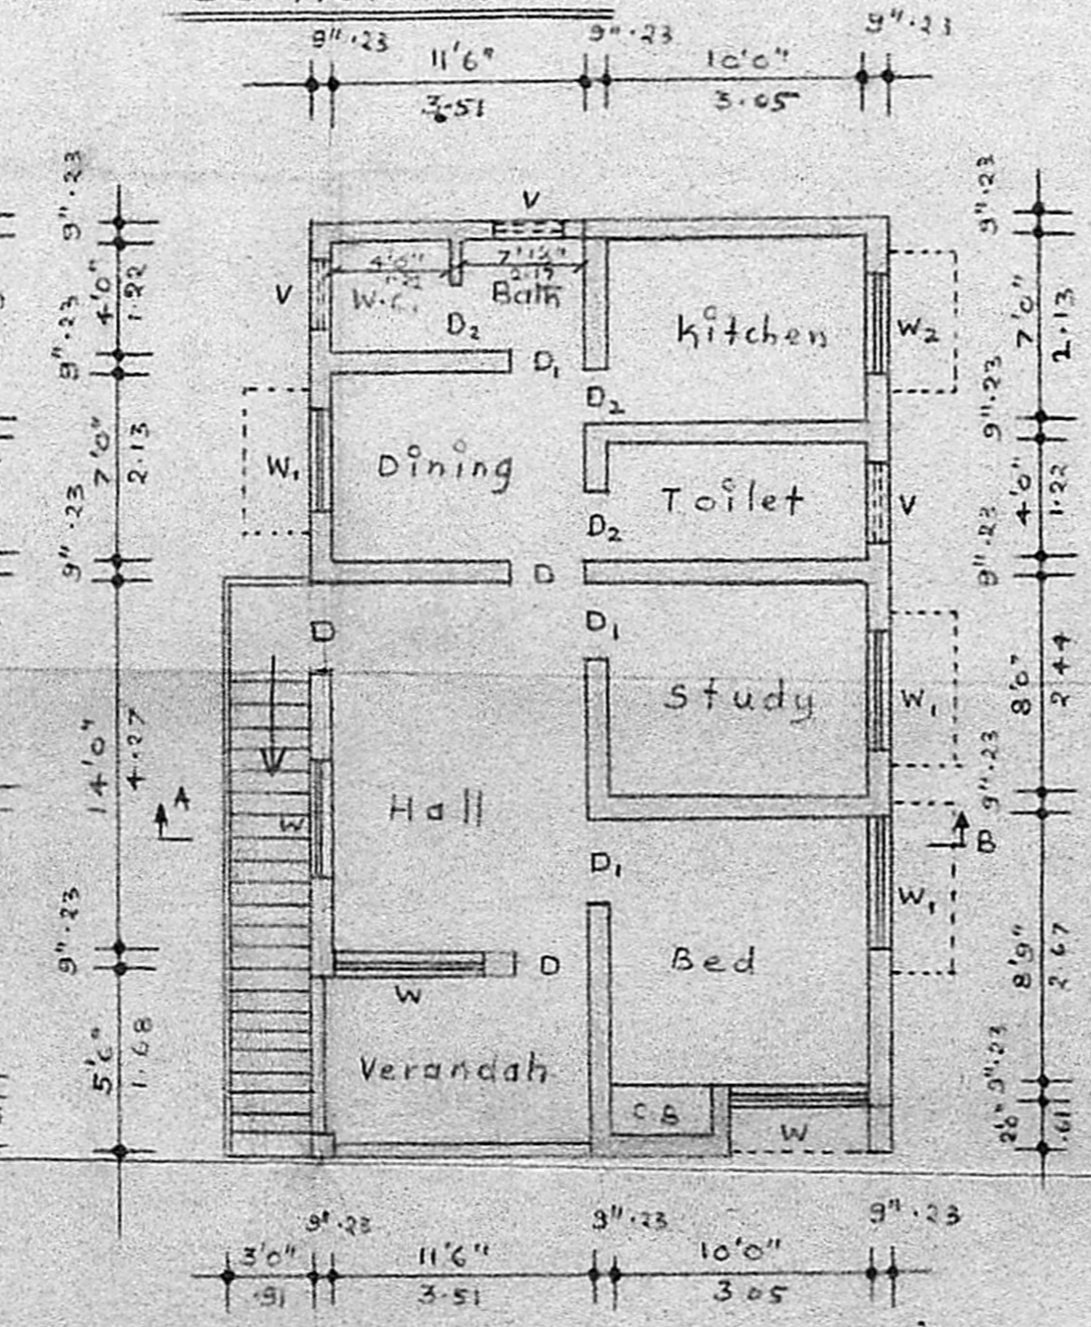 9".23 11'6" 9".23 10'0" 9".23
3.51 3.05
V
9".23 9".23
4'0" 1.22 V 4'0" 1.22 7'1½" 2.17 7'0" 2.13
W.C. Bath Kitchen W2
D2
9".23 D1 9".23
D2
7'0" 2.13 W1 Dining Toilet V 4'0" 1.22
D2
9".23 D 9".23
D D1
14'0" 4.27 Study W1 8'0" 2.44
A W Hall 9".23
B
D1 W1
9".23 D Bed 8'9" 2.67
W
5'6" 1.68 Verandah 9".23
C B W 2'0" .61
9".23 9".23 9".23
3'0" 11'6" 10'0"
.91 3.51 3.05